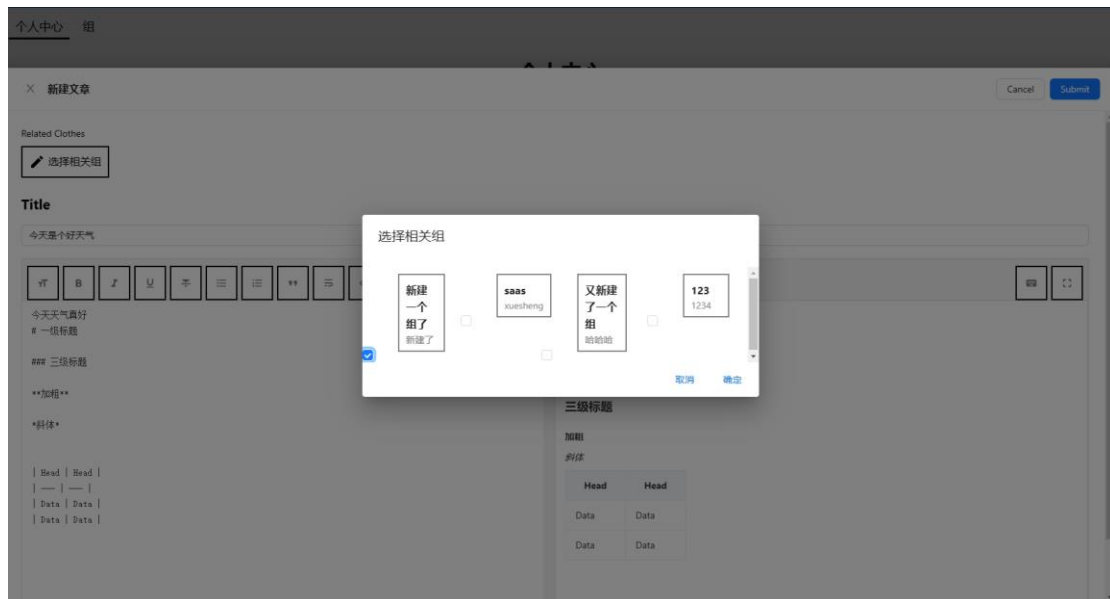 个人中心 组
个人中心
新建文章
Cancel Submit
Related Clothes
选择相关组
Title
今天是个好天气
B U
今天天气真好
# 一级标题
### 三级标题
**加粗**
*斜体*
| Head | Head |
| --- | --- |
| Data | Data |
| Data | Data |
选择相关组
新建
一个
组了
新建了
saas
xuesheng
又新建
了一个
组
哈哈哈
123
1234
取消 确定
三级标题
加粗
斜体
Head Head
Data Data
Data Data